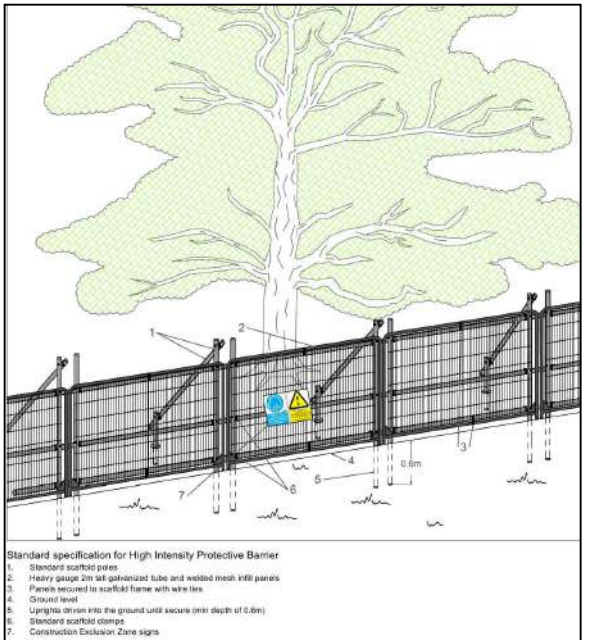 1
2
0.6m
3
4
5
6
7
Standard specification for High Intensity Protective Barrier
1. Standard scaffold poles
2. Heavy gauge 2m tall galvanized tube and welded mesh infill panels
3. Panels secured to scaffold frame with wire ties
4. Ground level
5. Uprights driven into the ground until secure (min depth of 0.6m)
6. Standard scaffold clamps
7. Construction Exclusion Zone signs